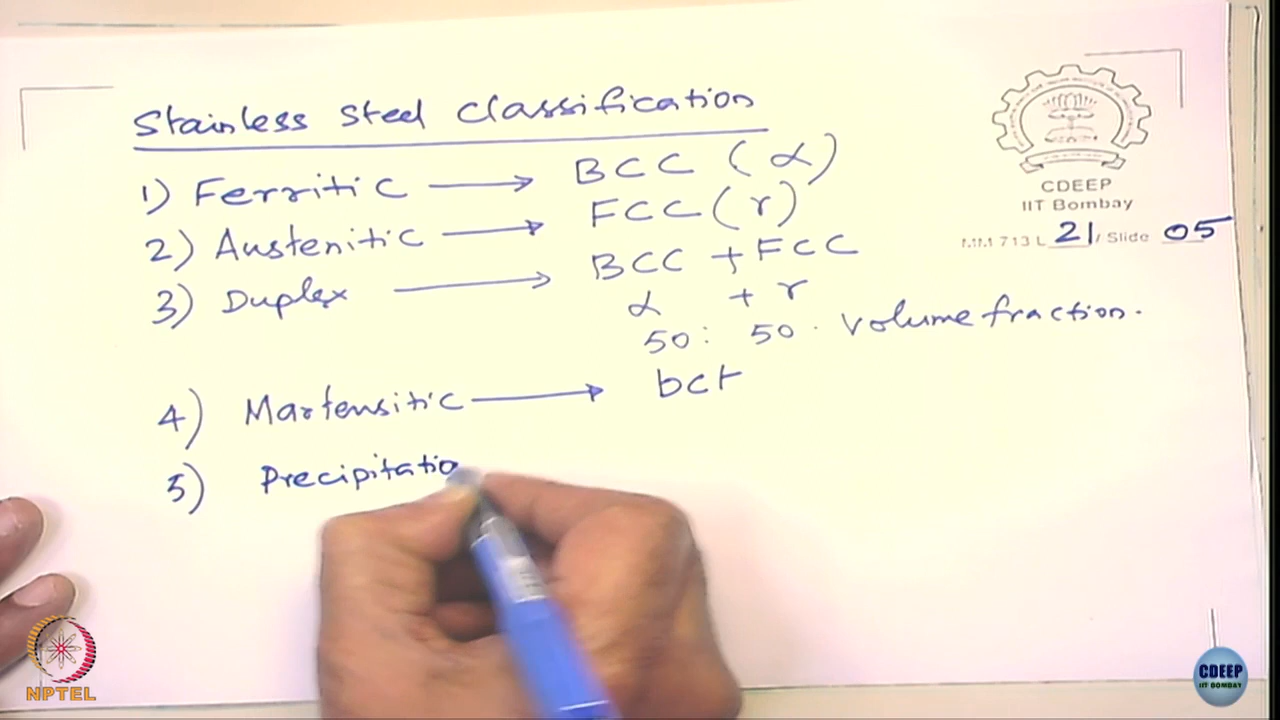 Stainless Steel Classification
1) Ferritic → BCC (α)
2) Austenitic → FCC (γ)
3) Duplex → BCC + FCC
α + γ
50: 50. Volume fraction.
4) Martensitic → bct
5) Precipitatio
CDEEP
IIT Bombay
MM 713 L 21 / Slide 05
NPTEL
CDEEP
IIT BOMBAY